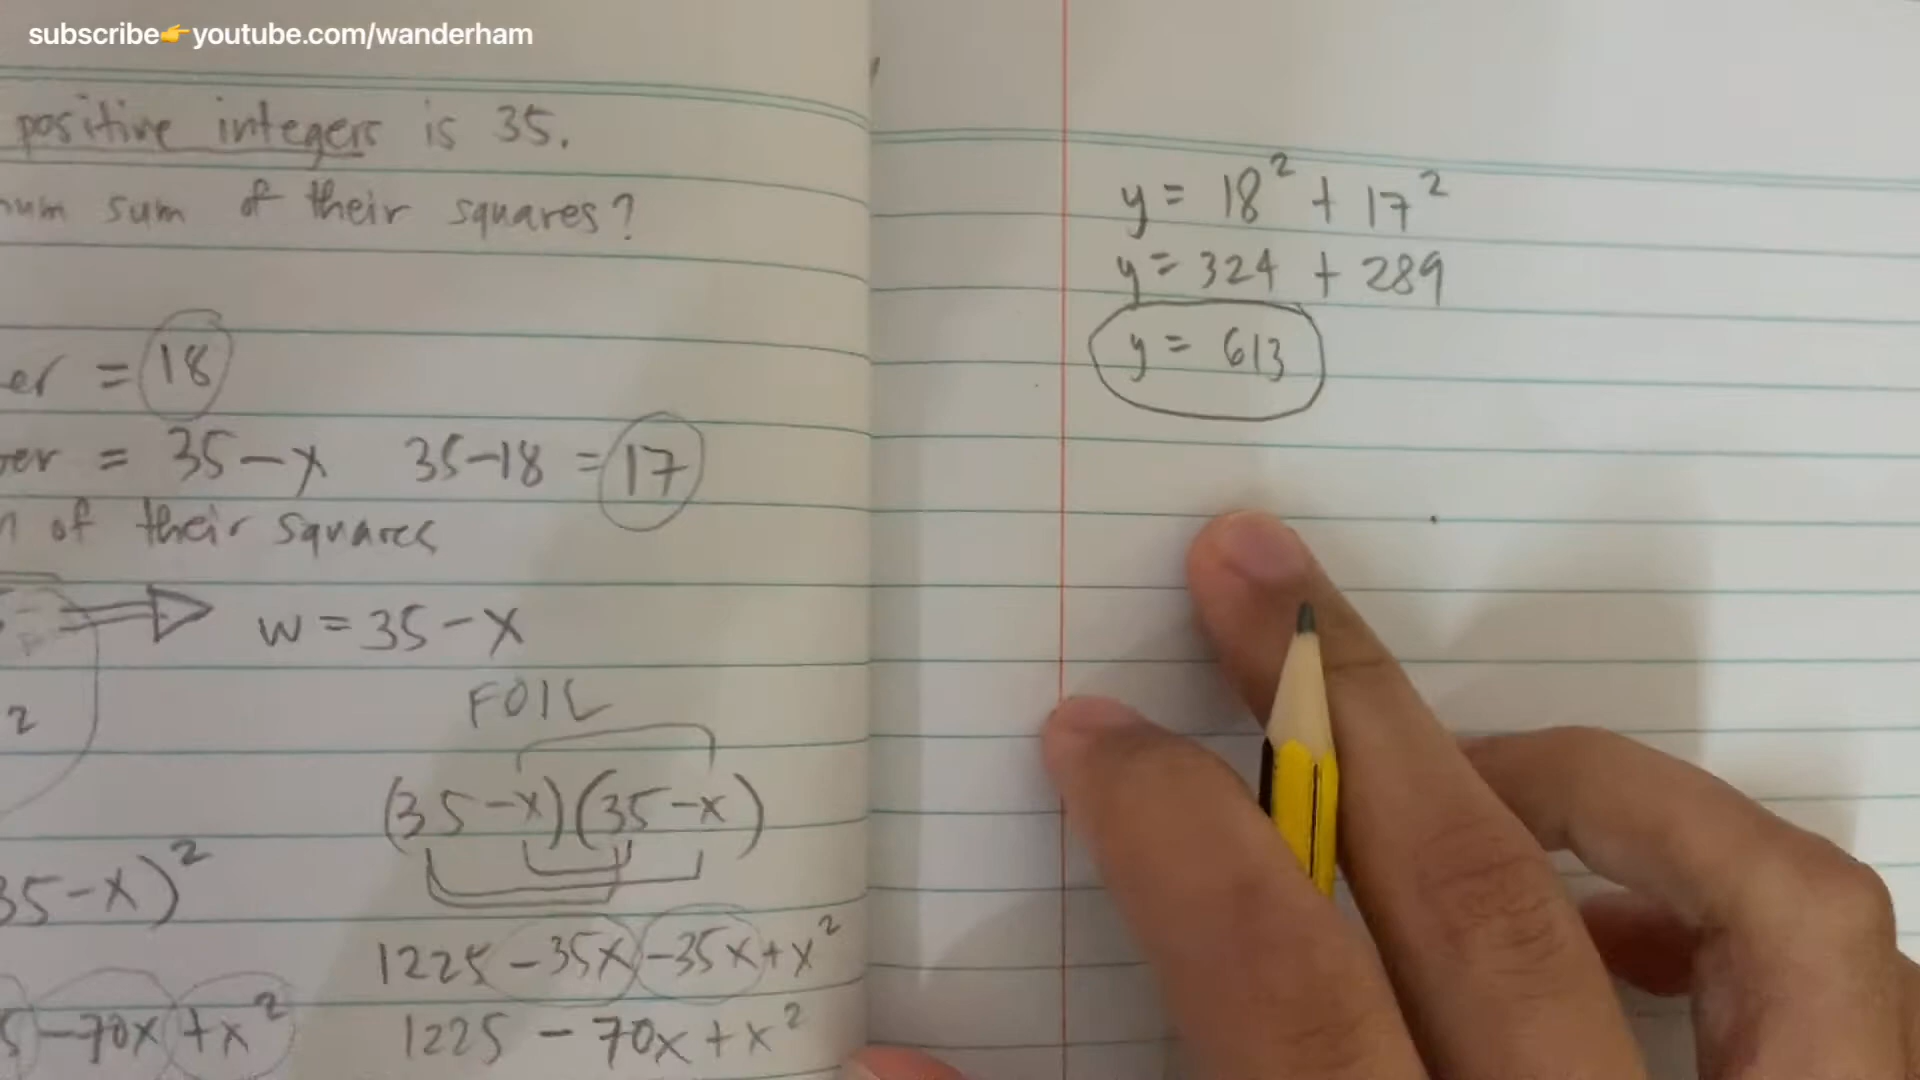 subscribe👉youtube.com/wanderham
positive integers is 35.
sum of their squares?
= 18
= 35-x 35-18 = 17
of their squares
w = 35-x
FOIL
2
(35-x)(35-x)
35-x)²
1225 -35x -35x+x²
-70x +x²
1225 - 70x + x²
y = 18² + 17²
y = 324 + 289
y = 613